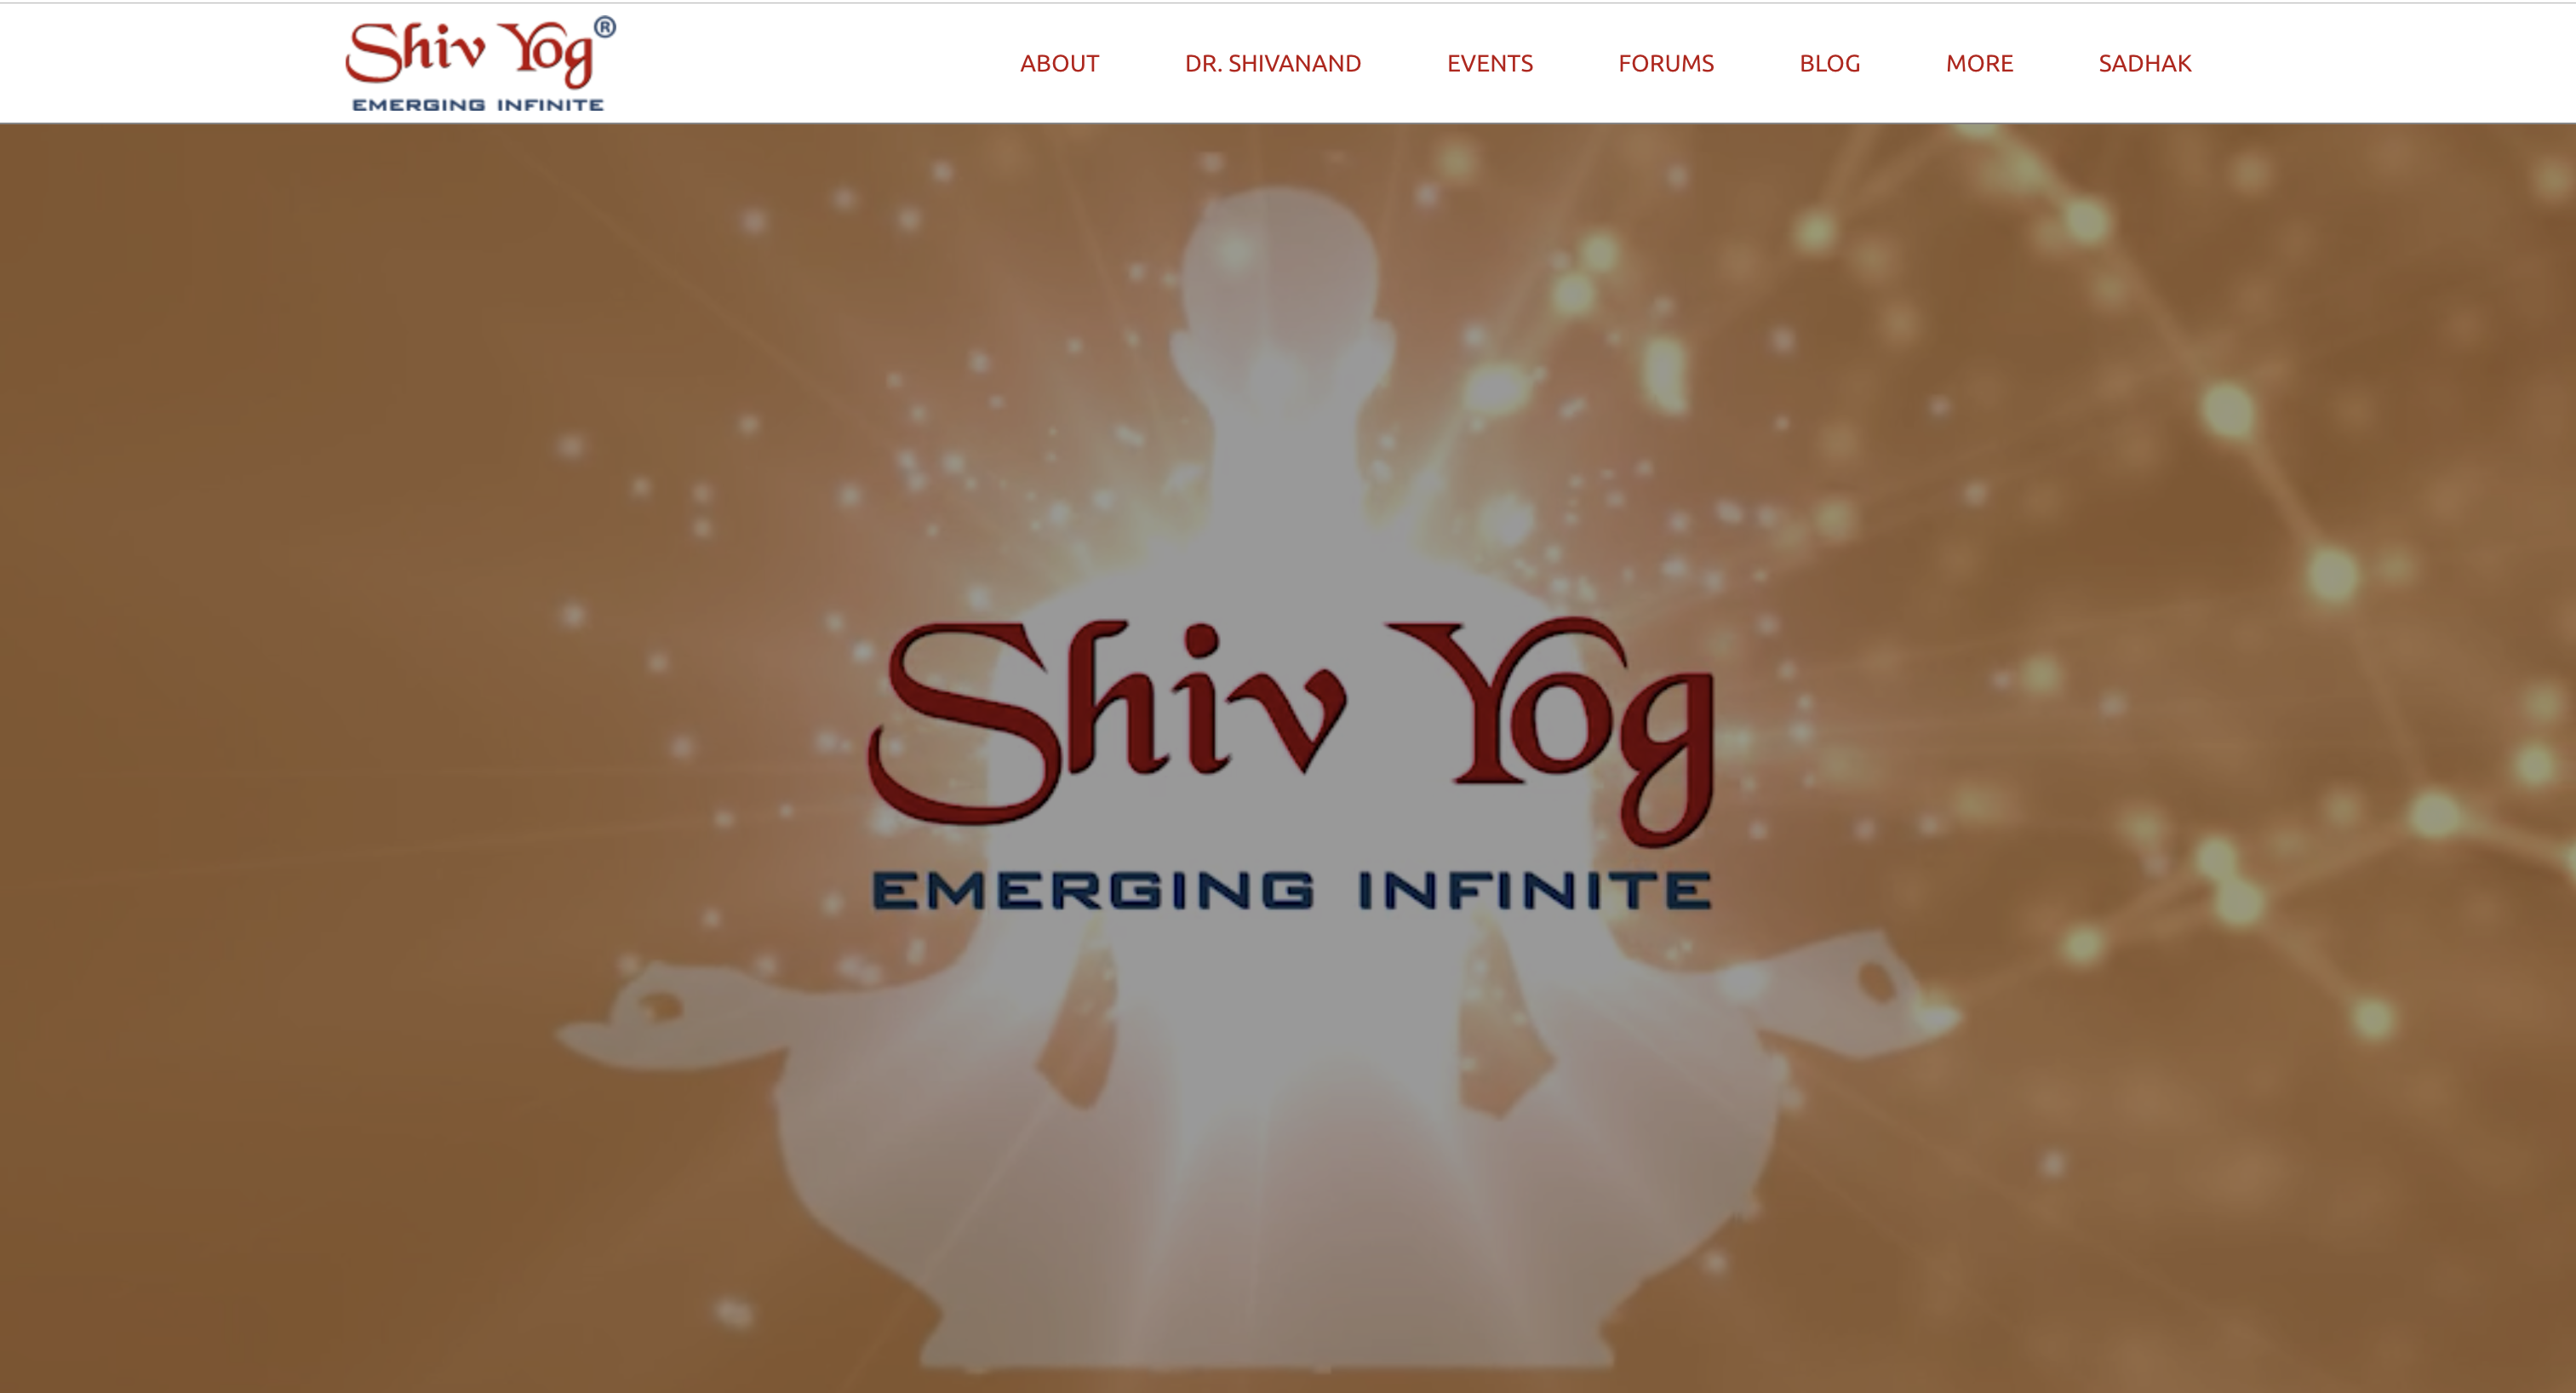 Shiv Yog®
EMERGING INFINITE
ABOUT DR. SHIVANAND EVENTS FORUMS BLOG MORE SADHAK
Shiv Yog
EMERGING INFINITE